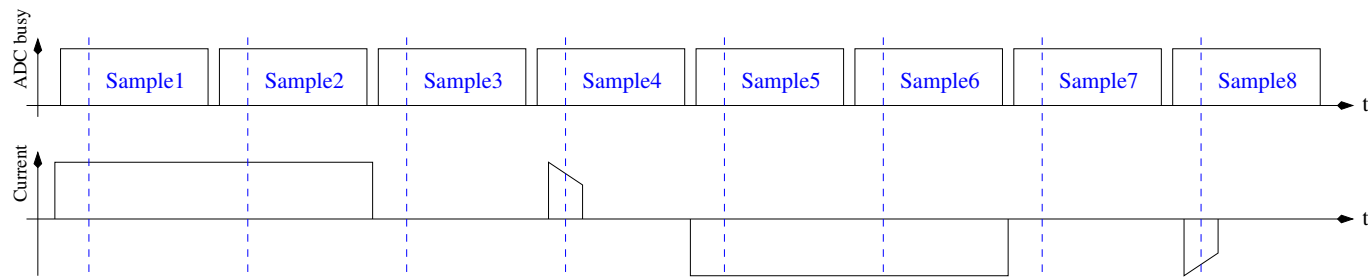 ADC busy
Sample1 Sample2 Sample3 Sample4 Sample5 Sample6 Sample7 Sample8
t
Current
t